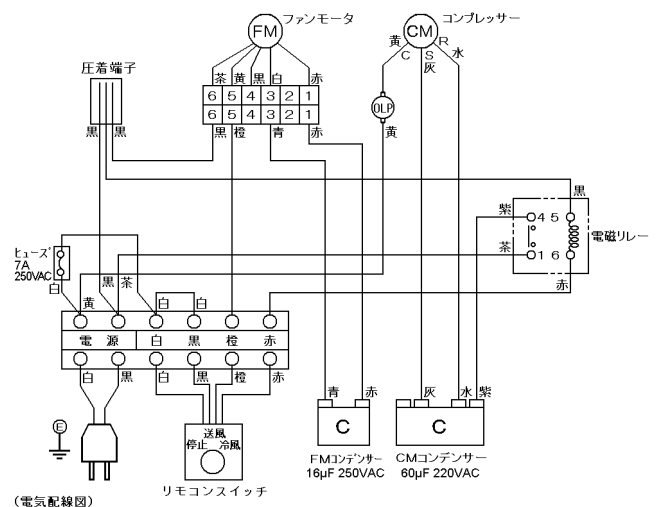 ファンモータ
コンプレッサー
FM
CM
黄 C S R 水
灰
圧着端子
茶 黄 黒 白 赤
6 5 4 3 2 1
6 5 4 3 2 1
黒 橙 青 赤
黒 黒
OLP
黄
黒
紫 4 5
電磁リレー
茶 1 6
赤
ヒューズ
7A
250VAC
白
黄 黒 茶 白 白
電源 白 黒 橙 赤
白 黒 白 黒 橙 赤
E
送風
停止 冷風
リモコンスイッチ
青 赤
C
FMコンデンサー
16μF 250VAC
灰 水 紫
C
CMコンデンサー
60μF 220VAC
(電気配線図)